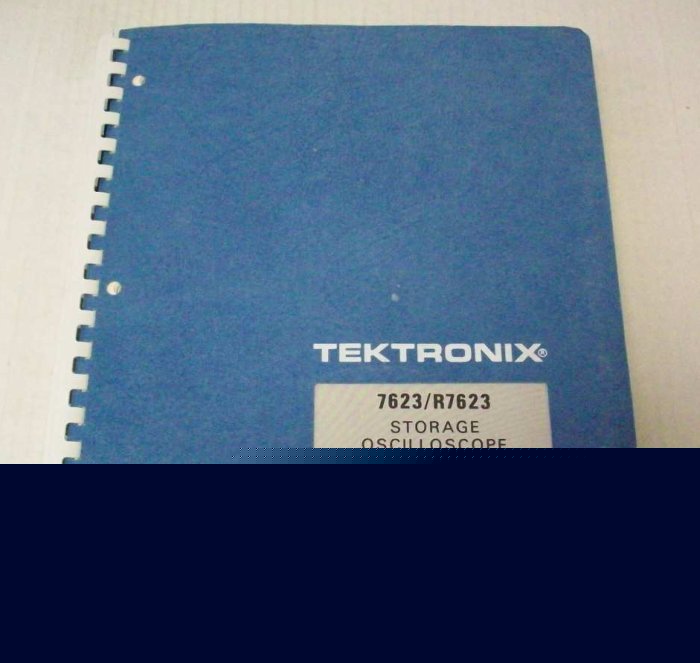 TEKTRONIX®
7623/R7623
STORAGE
OSCILLOSCOPE